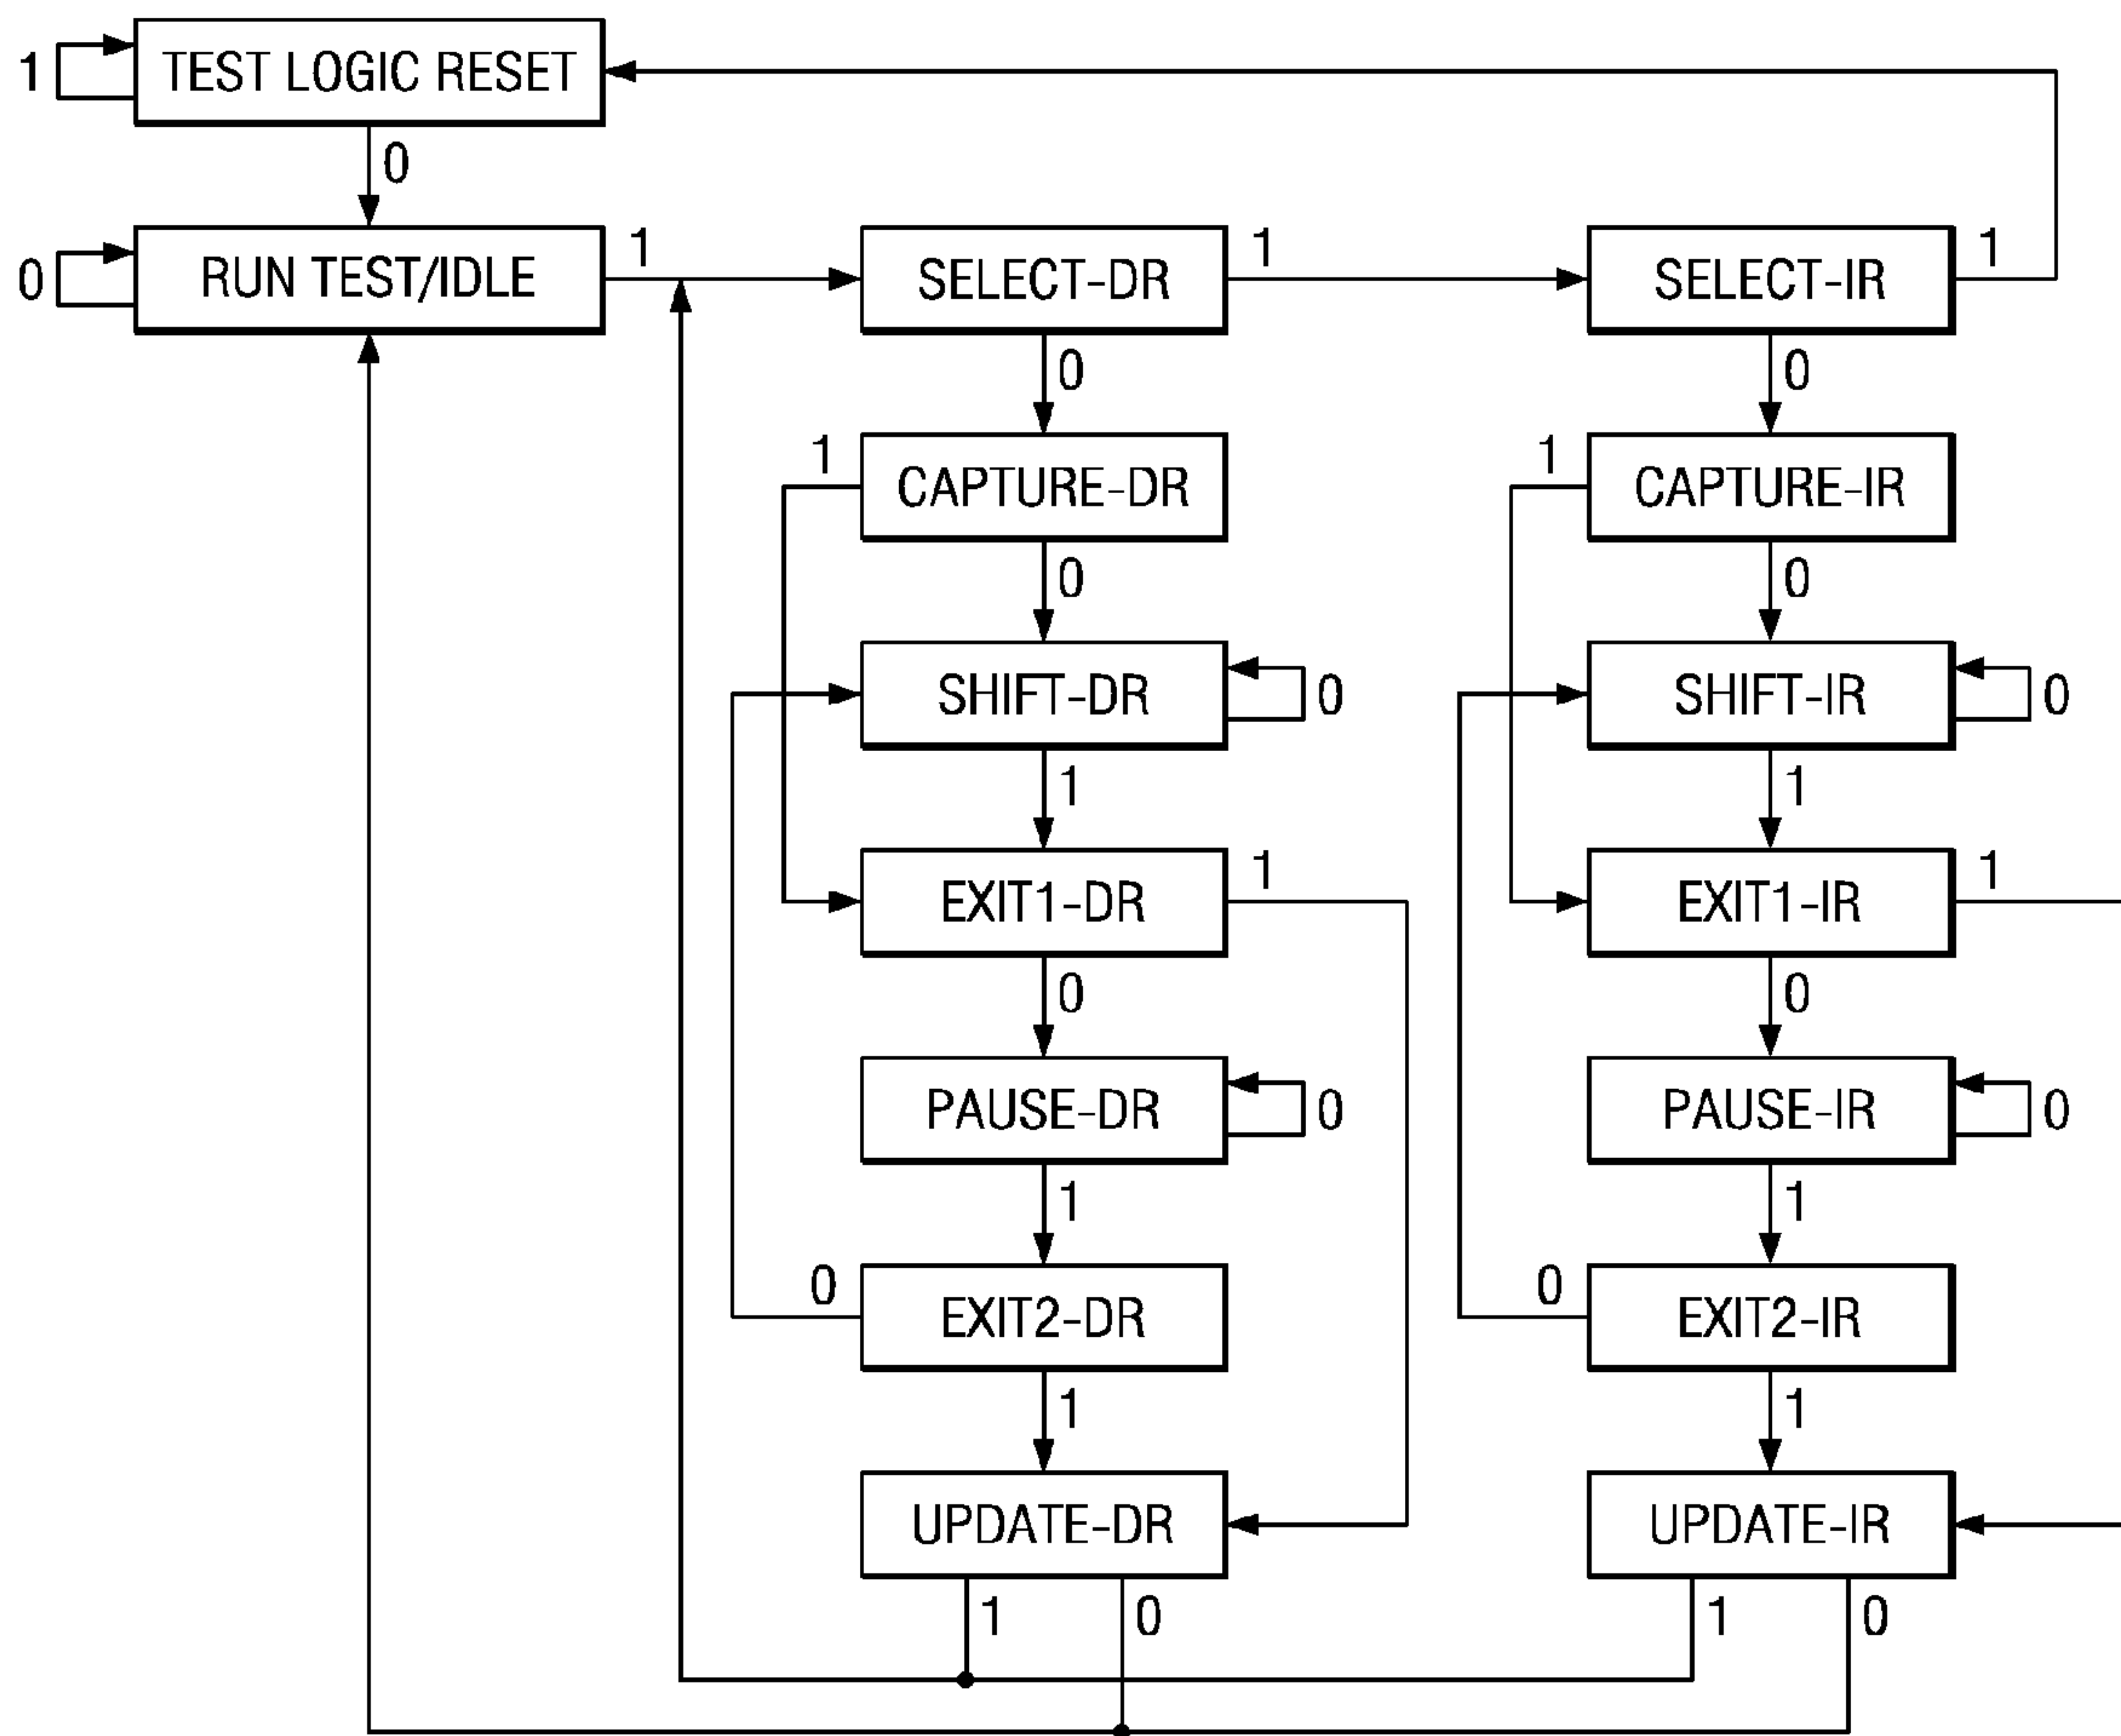 1 TEST LOGIC RESET
0
0 RUN TEST/IDLE 1 SELECT-DR 1 SELECT-IR 1
0 0
1 CAPTURE-DR 1 CAPTURE-IR
0 0
SHIFT-DR 0 SHIFT-IR 0
1 1
EXIT1-DR 1 EXIT1-IR 1
0 0
PAUSE-DR 0 PAUSE-IR 0
1 1
0 EXIT2-DR 0 EXIT2-IR
1 1
UPDATE-DR UPDATE-IR
1 0 1 0